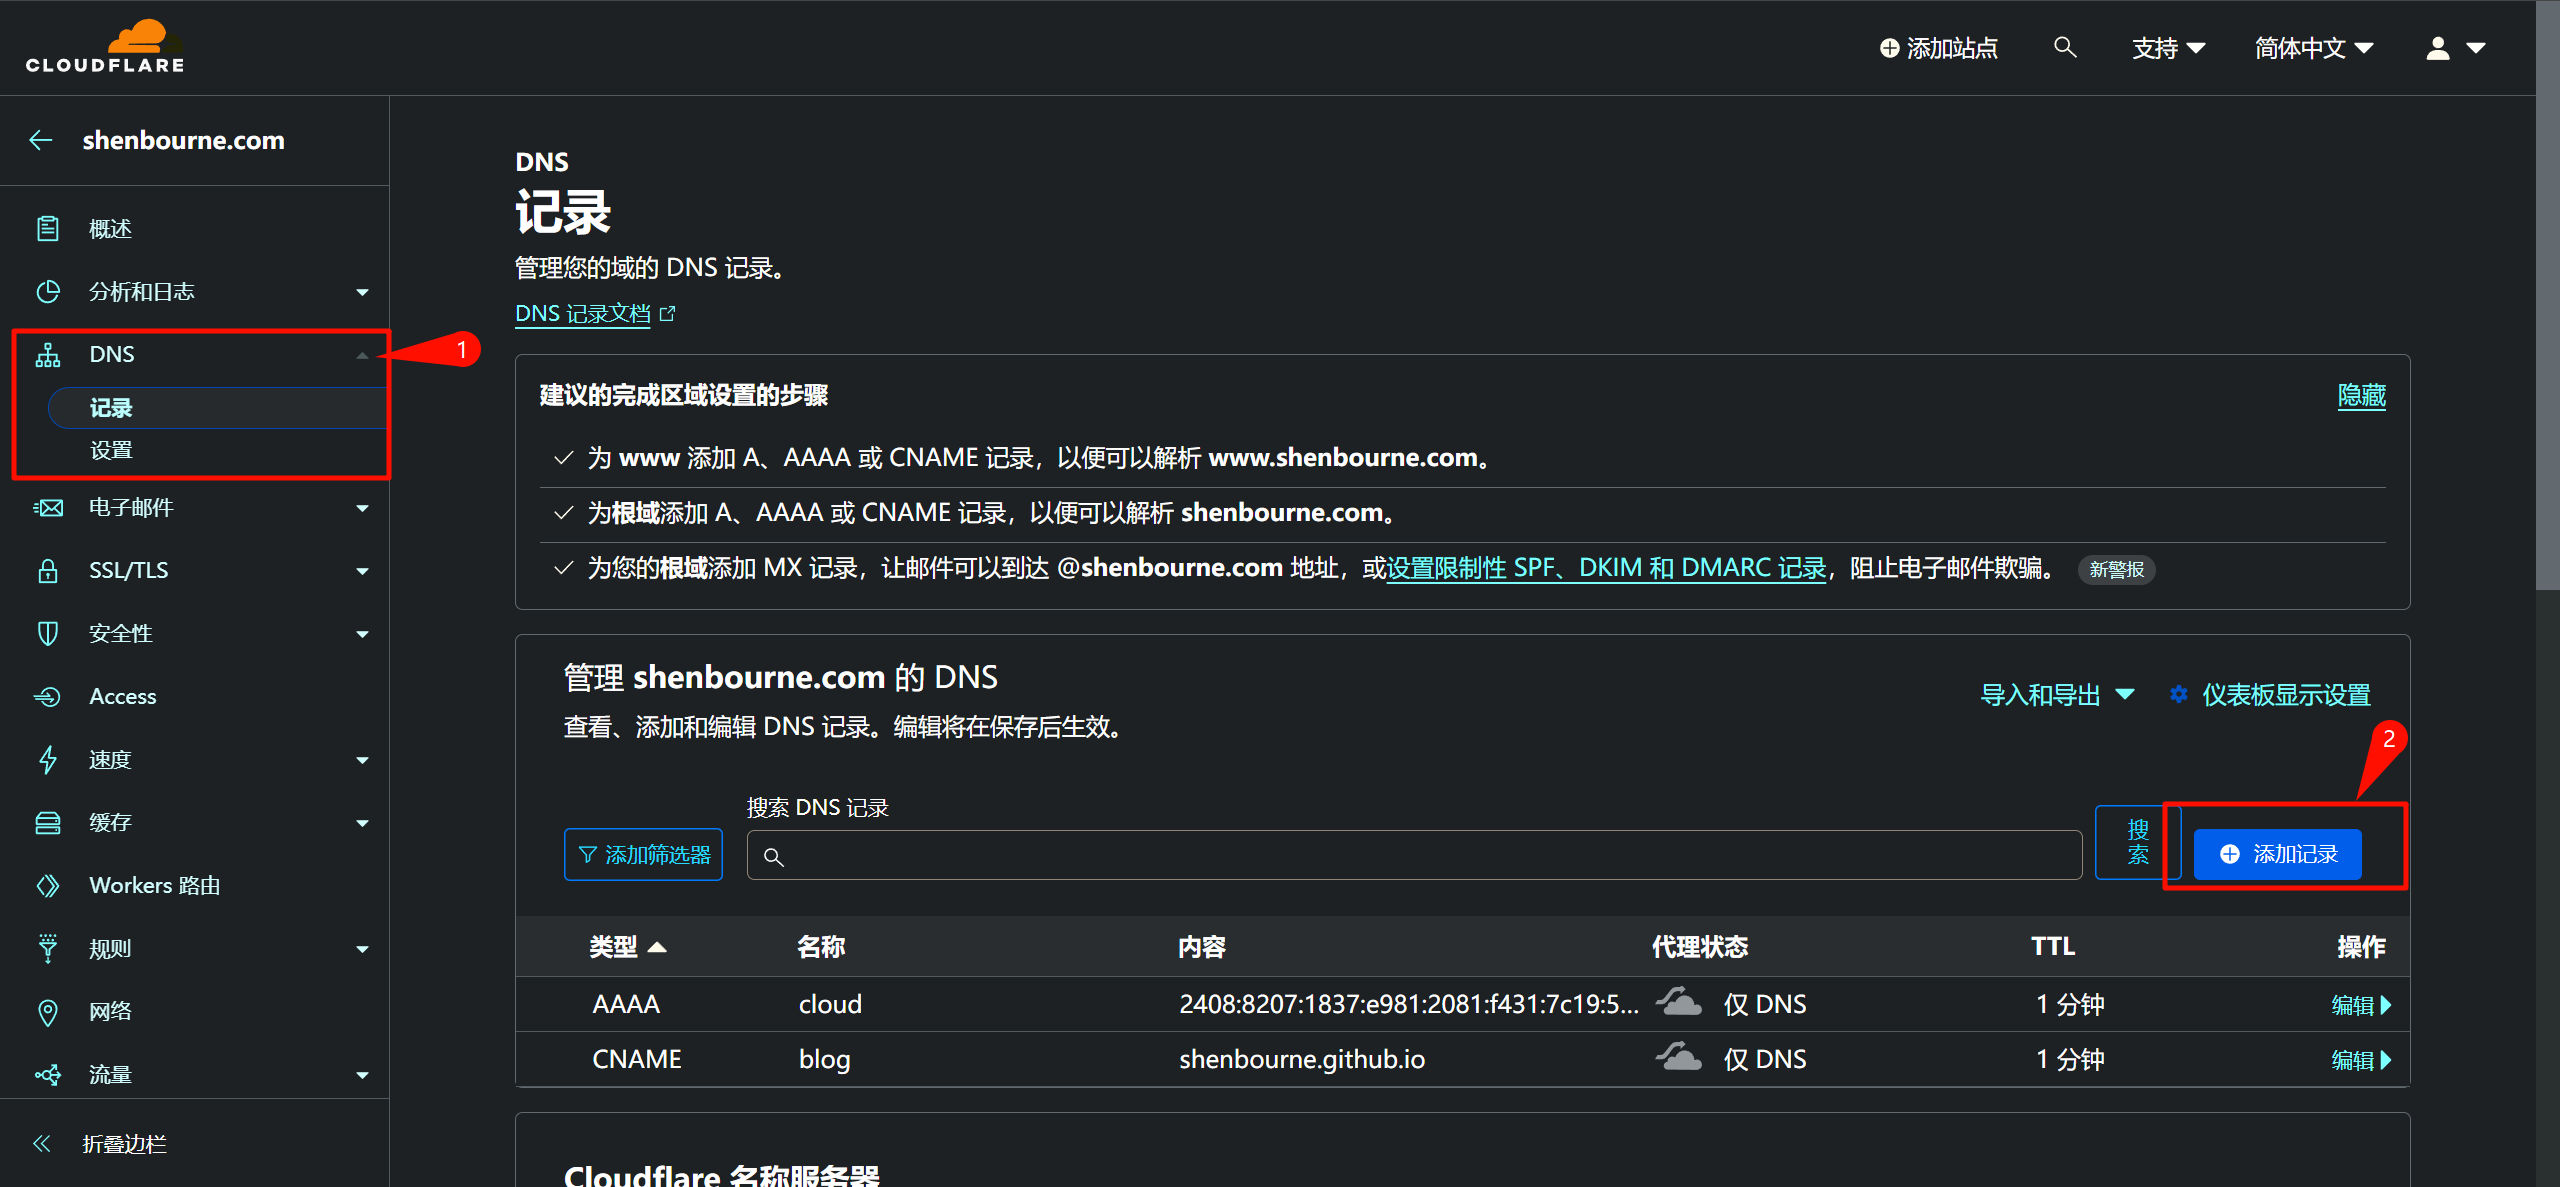 CLOUDFLARE
添加站点
支持
简体中文
shenbourne.com
概述
分析和日志
DNS
1
记录
设置
电子邮件
SSL/TLS
安全性
Access
速度
缓存
Workers 路由
规则
网络
流量
折叠边栏
DNS
记录
管理您的域的 DNS 记录。
DNS 记录文档
建议的完成区域设置的步骤
隐藏
为 www 添加 A、AAAA 或 CNAME 记录，以便可以解析 www.shenbourne.com。
为根域添加 A、AAAA 或 CNAME 记录，以便可以解析 shenbourne.com。
为您的根域添加 MX 记录，让邮件可以到达 @shenbourne.com 地址，或设置限制性 SPF、DKIM 和 DMARC 记录，阻止电子邮件欺骗。 新警报
管理 shenbourne.com 的 DNS
查看、添加和编辑 DNS 记录。编辑将在保存后生效。
导入和导出
仪表板显示设置
2
搜索 DNS 记录
添加筛选器
搜索
添加记录
类型 名称 内容 代理状态 TTL 操作
AAAA cloud 2408:8207:1837:e981:2081:f431:7c19:5... 仅 DNS 1 分钟 编辑
CNAME blog shenbourne.github.io 仅 DNS 1 分钟 编辑
Cloudflare 名称服务器